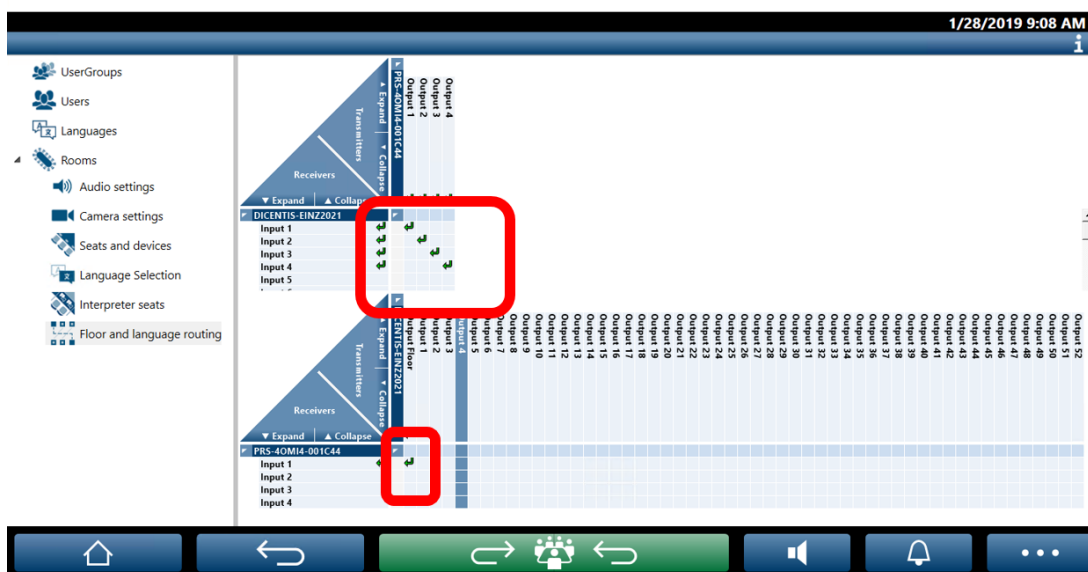 1/28/2019 9:08 AM
i
UserGroups
Users
Languages
Rooms
Audio settings
Camera settings
Seats and devices
Language Selection
Interpreter seats
Floor and language routing
Transmitters
Receivers
▲ Expand ▼ Collapse
▼ Expand ▲ Collapse
PRS-4OMI4-001C44
Output 1
Output 2
Output 3
Output 4
DICENTIS-EINZ2021
Input 1
Input 2
Input 3
Input 4
Input 5
Transmitters
Receivers
▲ Expand ▼ Collapse
▼ Expand ▲ Collapse
Output Floor
Output 1
Output 2
Output 3
Output 4
Output 5
Output 6
Output 7
Output 8
Output 9
Output 10
Output 11
Output 12
Output 13
Output 14
Output 15
Output 16
Output 17
Output 18
Output 19
Output 20
Output 21
Output 22
Output 23
Output 24
Output 25
Output 26
Output 27
Output 28
Output 29
Output 30
Output 31
Output 32
Output 33
Output 34
Output 35
Output 36
Output 37
Output 38
Output 39
Output 40
Output 41
Output 42
Output 43
Output 44
Output 45
Output 46
Output 47
Output 48
Output 49
Output 50
Output 51
Output 52
PRS-4OMI4-001C44
Input 1
Input 2
Input 3
Input 4